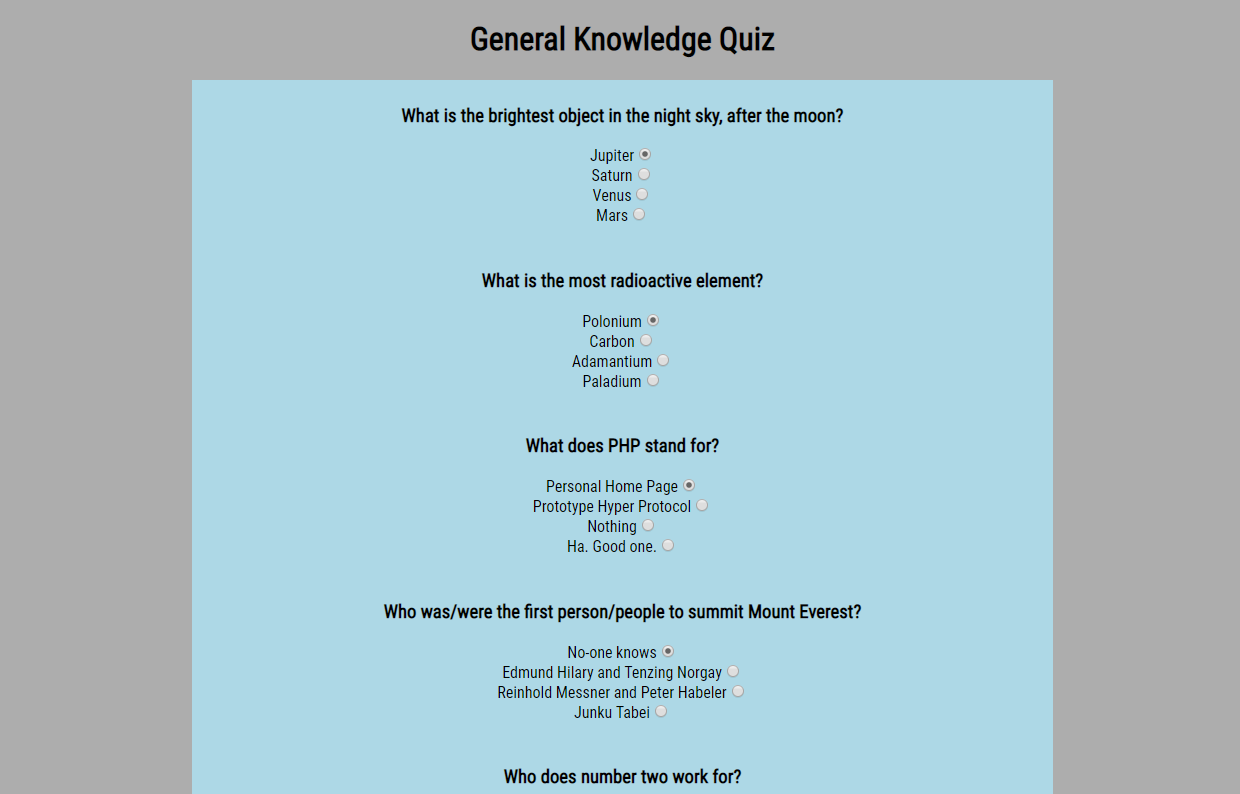 General Knowledge Quiz
What is the brightest object in the night sky, after the moon?
Jupiter
Saturn
Venus
Mars
What is the most radioactive element?
Polonium
Carbon
Adamantium
Paladium
What does PHP stand for?
Personal Home Page
Prototype Hyper Protocol
Nothing
Ha. Good one.
Who was/were the first person/people to summit Mount Everest?
No-one knows
Edmund Hilary and Tenzing Norgay
Reinhold Messner and Peter Habeler
Junku Tabei
Who does number two work for?